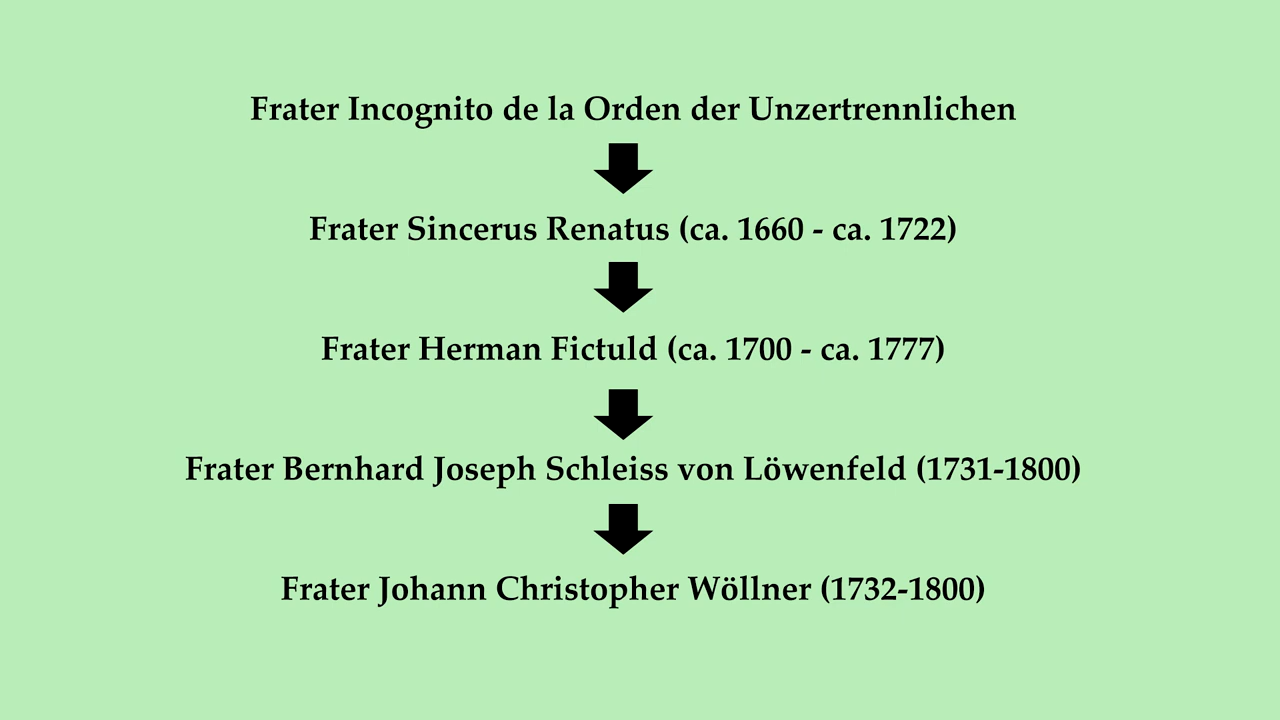 Frater Incognito de la Orden der Unzertrennlichen
Frater Sincerus Renatus (ca. 1660 - ca. 1722)
Frater Herman Fictuld (ca. 1700 - ca. 1777)
Frater Bernhard Joseph Schleiss von Löwenfeld (1731-1800)
Frater Johann Christopher Wöllner (1732-1800)